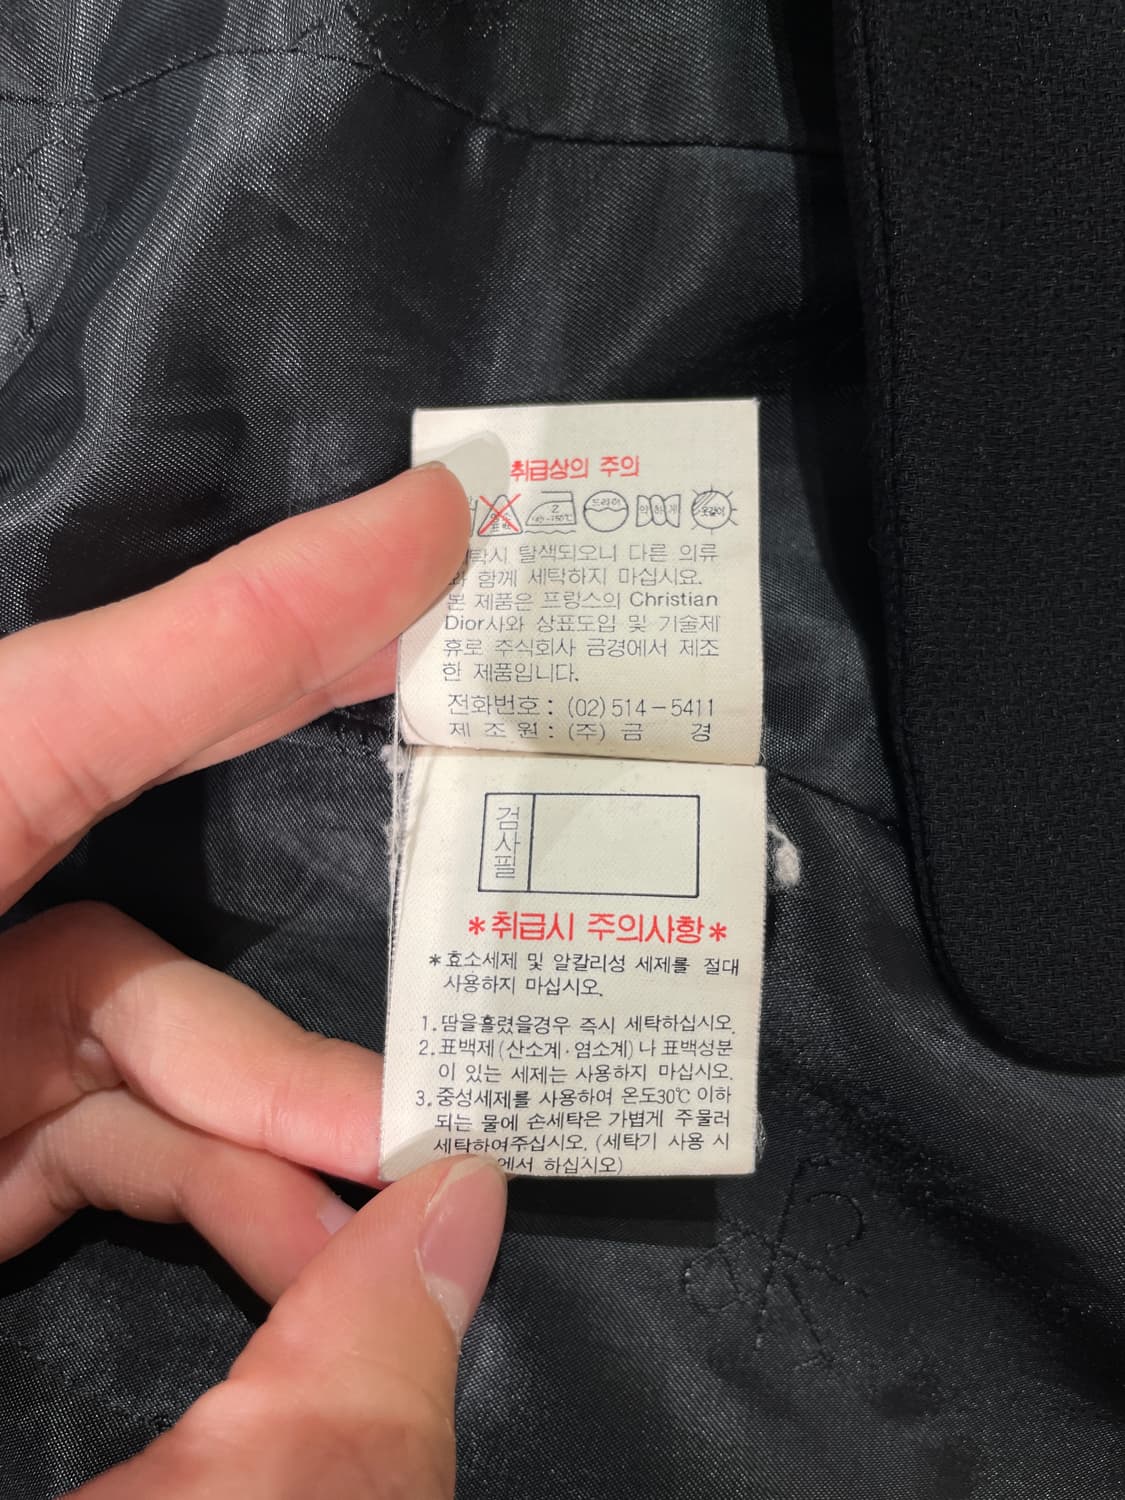 취급상의 주의
드라이
약하게
옷걸이
2
탁시 탈색되오니 다른 의류
와 함께 세탁하지 마십시요.
본 제품은 프랑스의 Christian
Dior사와 상표도입 및 기술제
휴로 주식회사 금경에서 제조
한 제품입니다.
전화번호 : (02) 514-5411
제 조 원 : (주) 금 경
검사필
*취급시 주의사항*
*효소세제 및 알칼리성 세제를 절대
사용하지 마십시오.
1. 땀을흘렸을경우 즉시 세탁하십시오.
2. 표백제 (산소계·염소계) 나 표백성분
이 있는 세제는 사용하지 마십시오.
3. 중성세제를 사용하여 온도30℃ 이하
되는 물에 손세탁은 가볍게 주물러
세탁하여주십시오. (세탁기 사용 시
에서 하십시오)